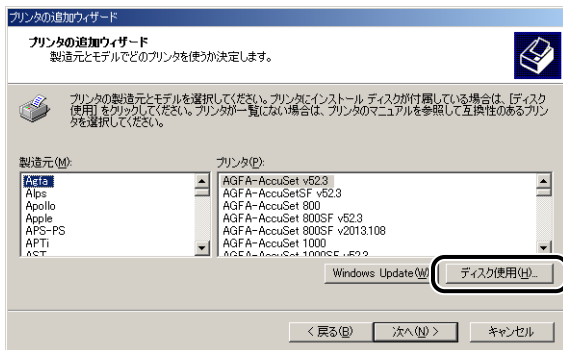 プリンタの追加ウィザード
プリンタの追加ウィザード
製造元とモデルでどのプリンタを使うか決定します。
プリンタの製造元とモデルを選択してください。プリンタにインストール ディスクが付属している場合は、[ディスク
使用] をクリックしてください。プリンタが一覧にない場合は、プリンタのマニュアルを参照して互換性のあるプリン
タを選択してください。
製造元(M):
Agfa
Alps
Apollo
Apple
APS-PS
APTi
AST
プリンタ(P):
AGFA-AccuSet v52.3
AGFA-AccuSetSF v52.3
AGFA-AccuSet 800
AGFA-AccuSet 800SF v52.3
AGFA-AccuSet 800SF v2013.108
AGFA-AccuSet 1000
AGFA-AccuSet 1000SF v52.3
Windows Update(W)
ディスク使用(H)...
< 戻る(B)
次へ(N) >
キャンセル